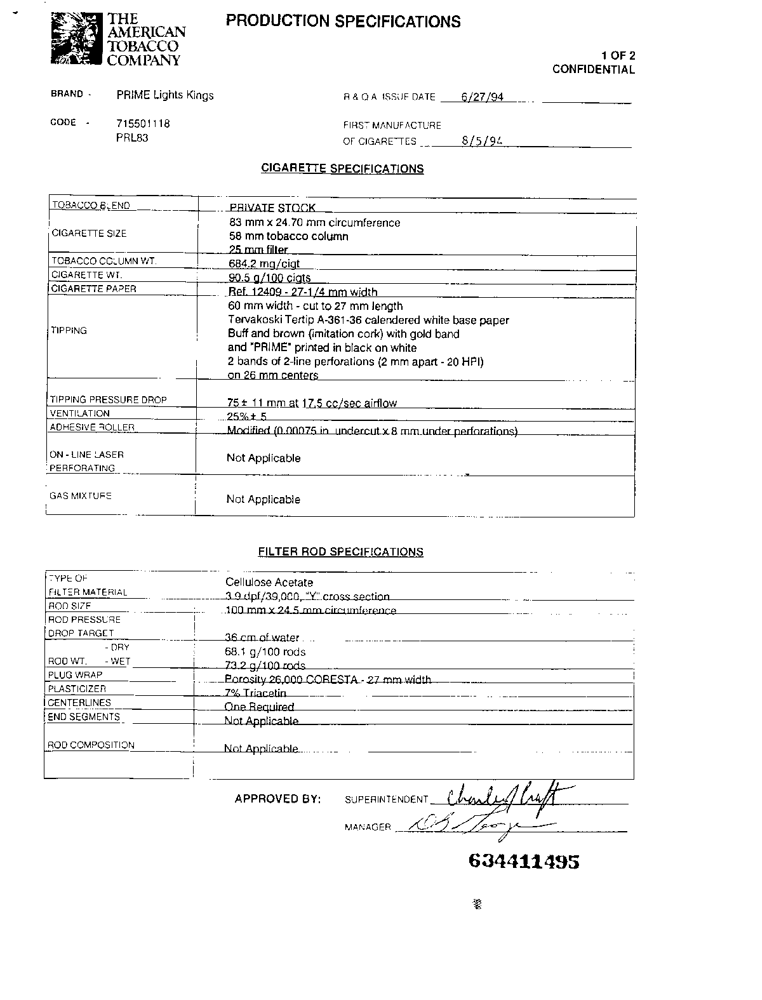 THE
AMERICAN
TOBACCO
COMPANY
PRODUCTION SPECIFICATIONS
1 OF 2
CONFIDENTIAL
BRAND - PRIME Lights Kings
R & Q A ISSUE DATE 6/27/94
CODE - 715501118
PRL83
FIRST MANUFACTURE
OF CIGARETTES 8/5/94
CIGARETTE SPECIFICATIONS
TOBACCO BLEND PRIVATE STOCK
CIGARETTE SIZE 83 mm x 24.70 mm circumference
58 mm tobacco column
25 mm filter
TOBACCO COLUMN WT. 684.2 mg/cigt
CIGARETTE WT. 90.5 g/100 cigts
CIGARETTE PAPER Ref. 12409 - 27-1/4 mm width
TIPPING 60 mm width - cut to 27 mm length
Tervakoski Tertip A-361-36 calendered white base paper
Buff and brown (imitation cork) with gold band
and "PRIME" printed in black on white
2 bands of 2-line perforations (2 mm apart - 20 HPI)
on 26 mm centers
TIPPING PRESSURE DROP 75 ± 11 mm at 17.5 cc/sec airflow
VENTILATION 25% ± 5
ADHESIVE ROLLER Modified (0.00075 in undercut x 8 mm under perforations)
ON - LINE LASER
PERFORATING Not Applicable
GAS MIXTURE Not Applicable
FILTER ROD SPECIFICATIONS
TYPE OF
FILTER MATERIAL Cellulose Acetate
3.9 dpf/39,000, "Y" cross section
ROD SIZE 100 mm x 24.5 mm circumference
ROD PRESSURE
DROP TARGET 36 cm of water
- DRY 68.1 g/100 rods
ROD WT. - WET 73.2 g/100 rods
PLUG WRAP Porosity 26,000 CORESTA - 27 mm width
PLASTICIZER 7% Triacetin
CENTERLINES One Required
END SEGMENTS Not Applicable
ROD COMPOSITION Not Applicable
APPROVED BY: SUPERINTENDENT
MANAGER
634411495